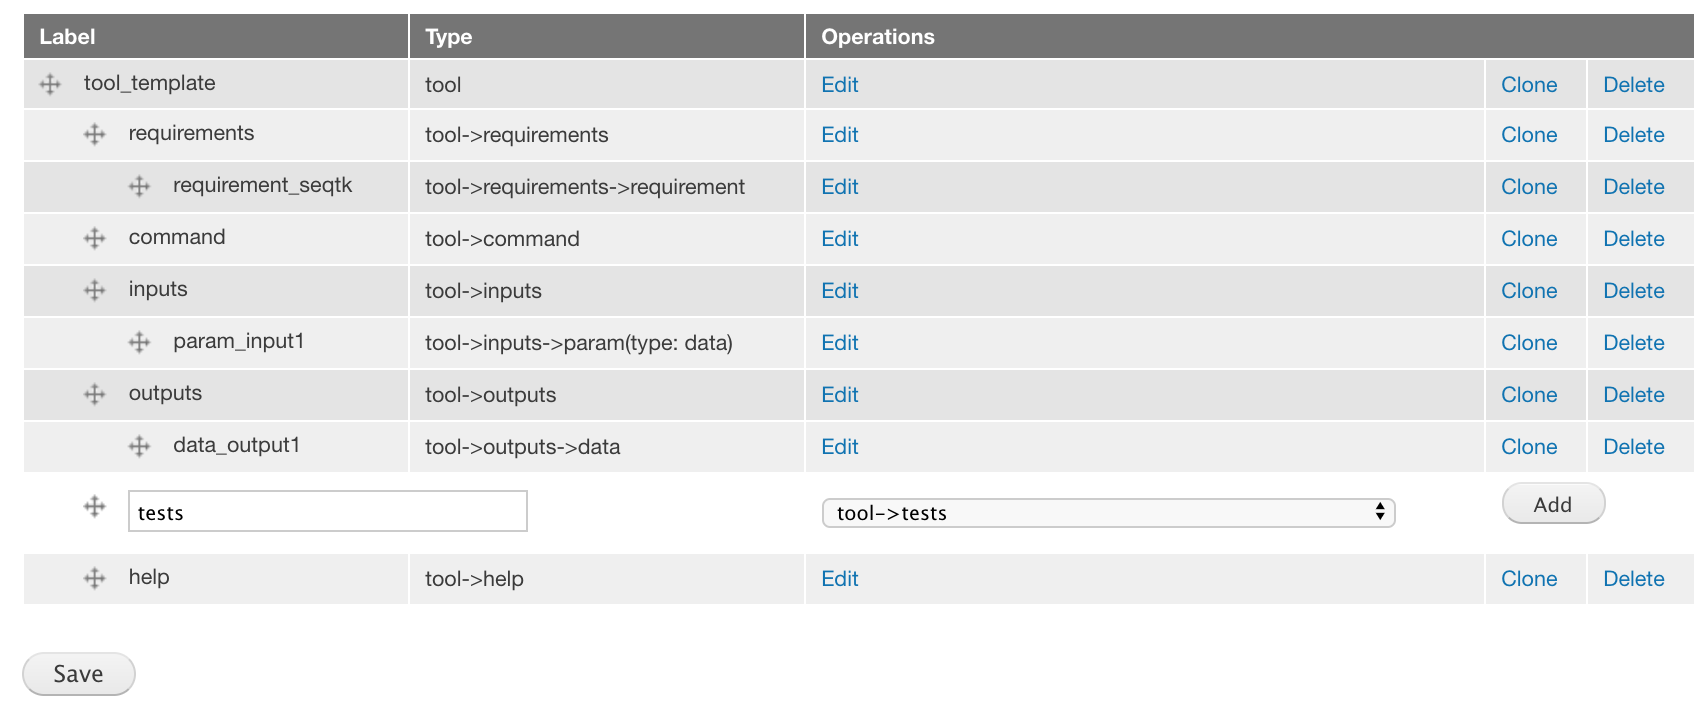 Label Type Operations
tool_template tool Edit Clone Delete
requirements tool->requirements Edit Clone Delete
requirement_seqtk tool->requirements->requirement Edit Clone Delete
command tool->command Edit Clone Delete
inputs tool->inputs Edit Clone Delete
param_input1 tool->inputs->param(type: data) Edit Clone Delete
outputs tool->outputs Edit Clone Delete
data_output1 tool->outputs->data Edit Clone Delete
tests tool->tests Add
help tool->help Edit Clone Delete
Save